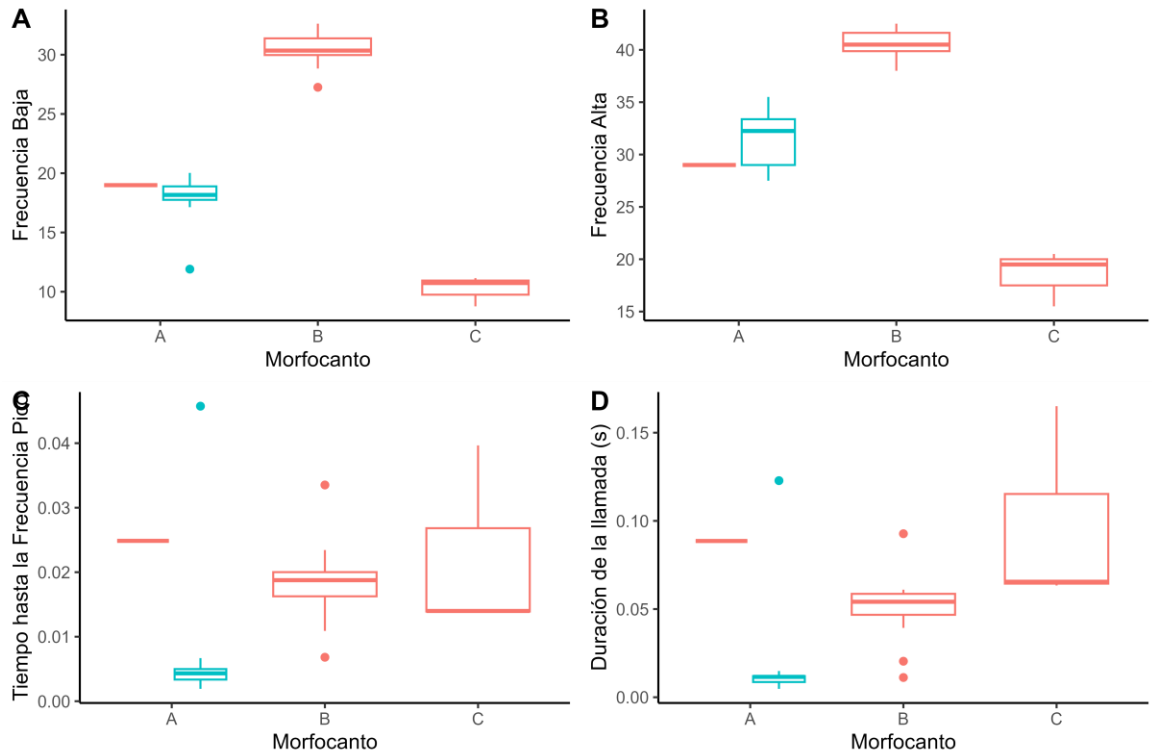 A
Frecuencia Baja
30
25
20
15
10
A B C
Morfocanto
B
Frecuencia Alta
40
35
30
25
20
15
A B C
Morfocanto
C
Tiempo hasta la Frecuencia Pico
0.04
0.03
0.02
0.01
0.00
A B C
Morfocanto
D
Duración de la llamada (s)
0.15
0.10
0.05
0.00
A B C
Morfocanto